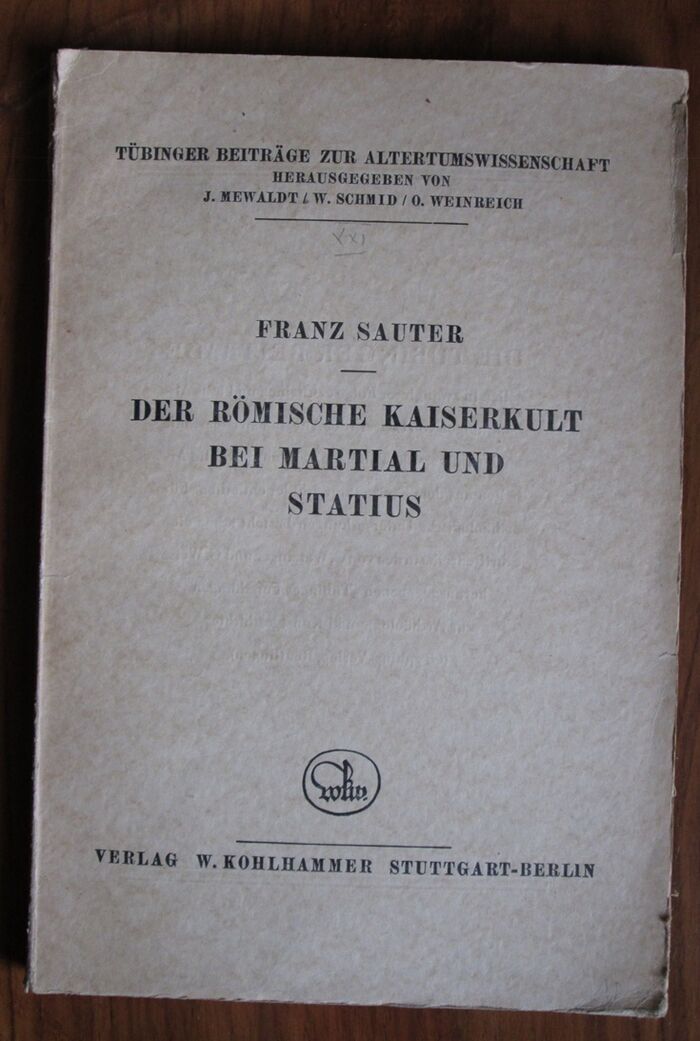 TÜBINGER BEITRÄGE ZUR ALTERTUMSWISSENSCHAFT
HERAUSGEGEBEN VON
J. MEWALDT / W. SCHMID / O. WEINREICH
XXI
FRANZ SAUTER
DER RÖMISCHE KAISERKULT
BEI MARTIAL UND
STATIUS
VERLAG W. KOHLHAMMER STUTTGART-BERLIN